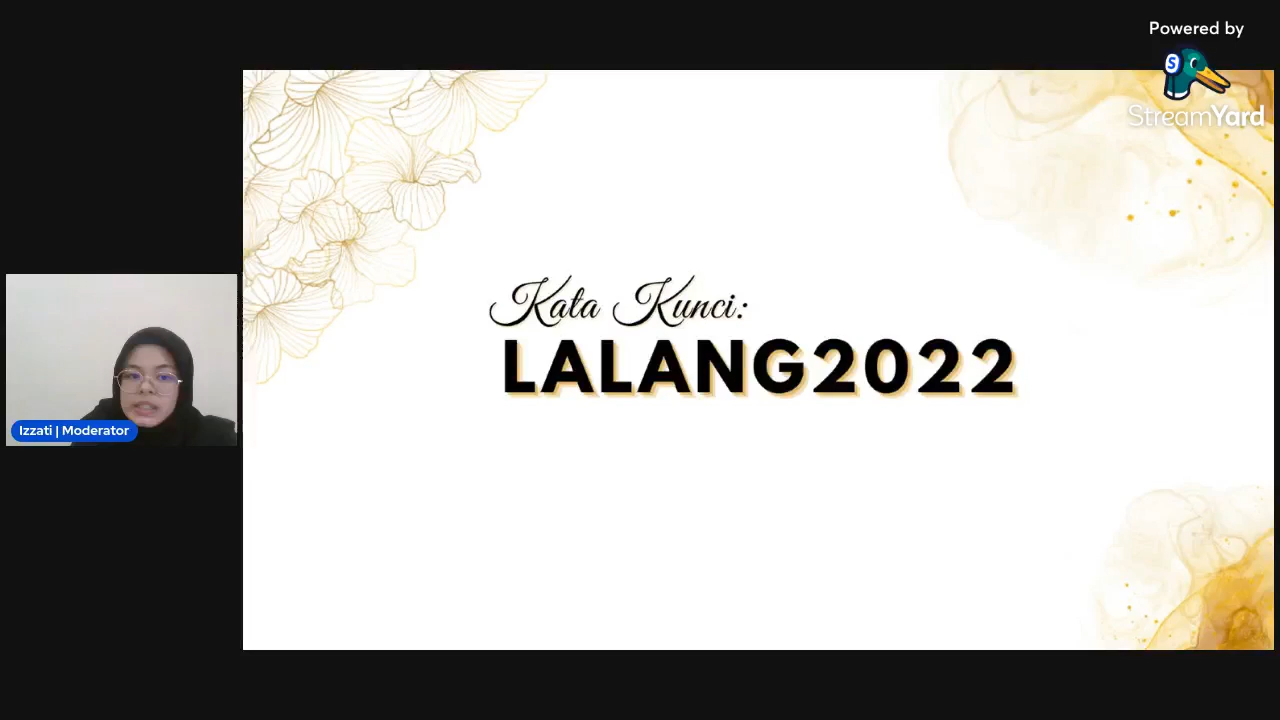 Powered by
S
StreamYard
Kata Kunci:
LALANG2022
Izzati | Moderator